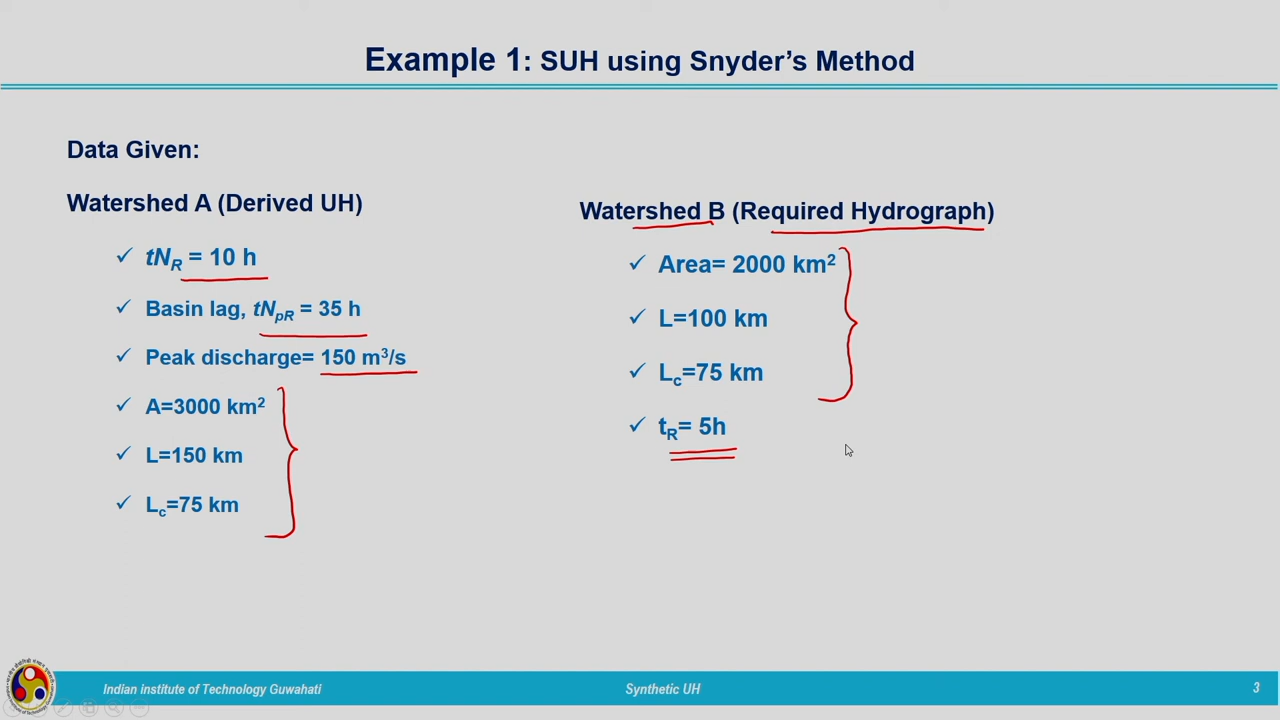 Example 1: SUH using Snyder's Method
Data Given:
Watershed A (Derived UH)
✓ tN_R = 10 h
✓ Basin lag, tN_pR = 35 h
✓ Peak discharge= 150 m³/s
✓ A=3000 km²
✓ L=150 km
✓ L_c=75 km
Watershed B (Required Hydrograph)
✓ Area= 2000 km²
✓ L=100 km
✓ L_c=75 km
✓ t_R= 5h
Indian institute of Technology Guwahati
Synthetic UH
3